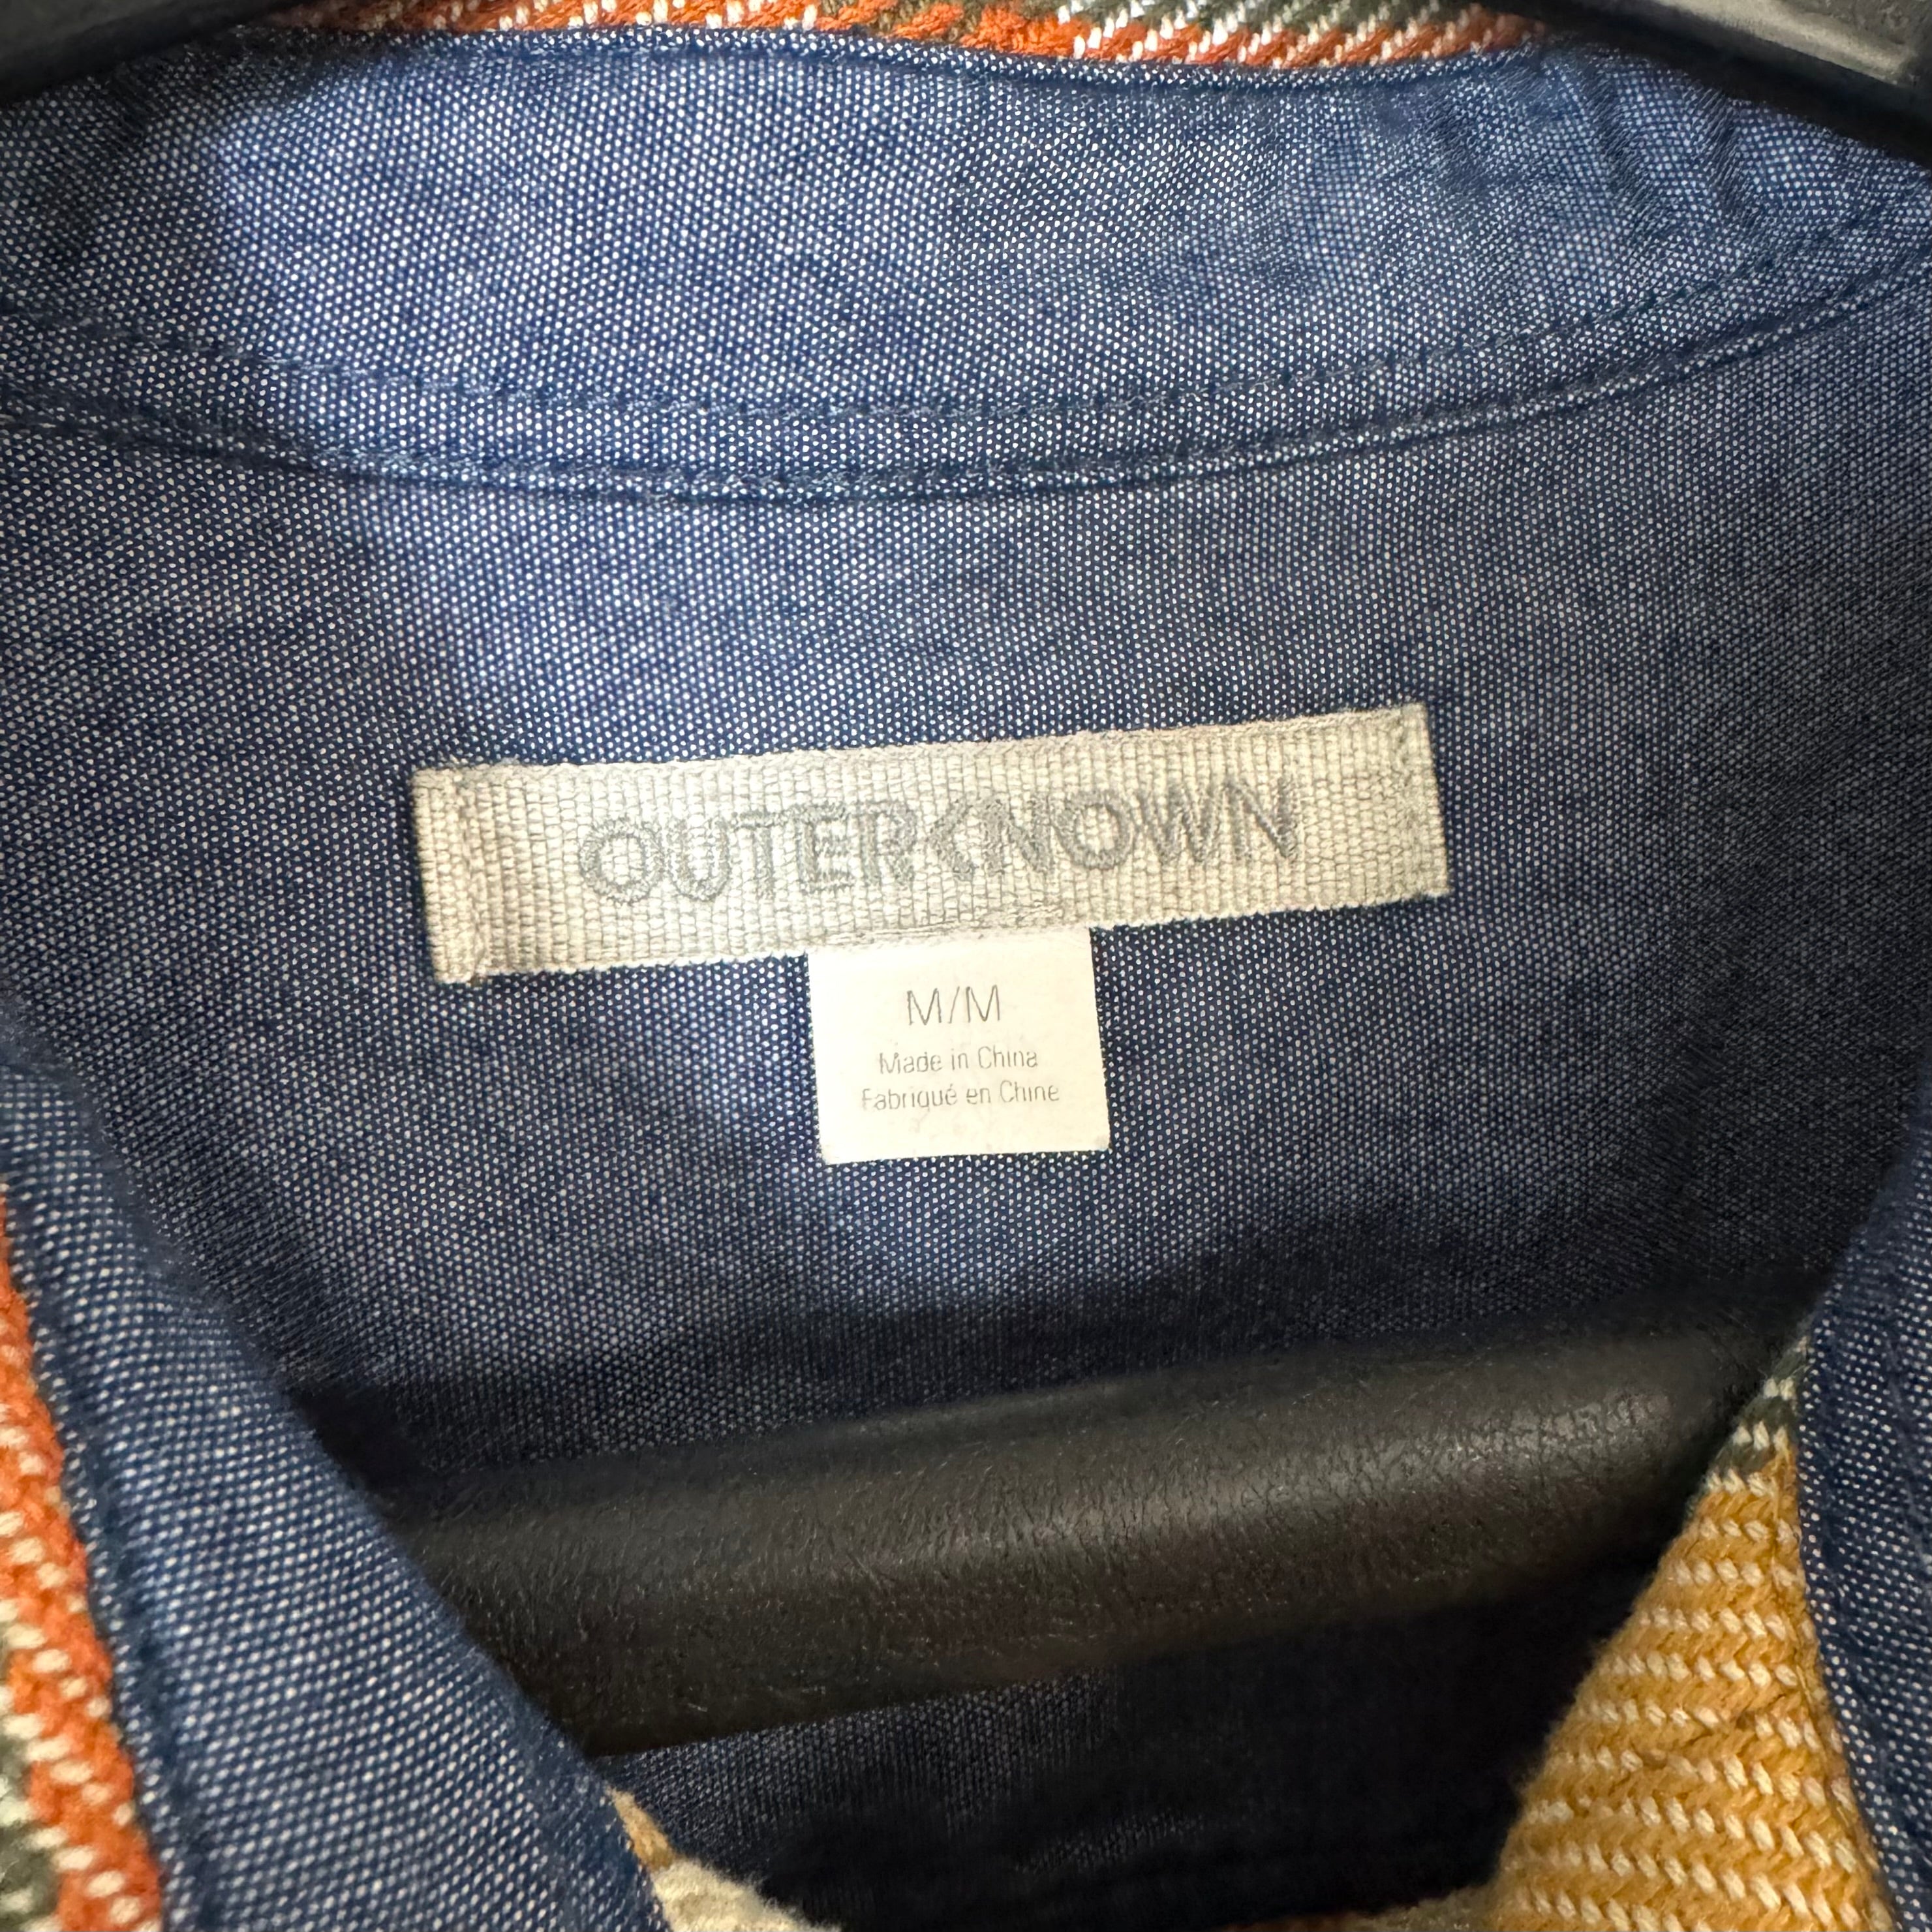 OUTERKNOWN
M/M
Made in China
Fabriqué en Chine